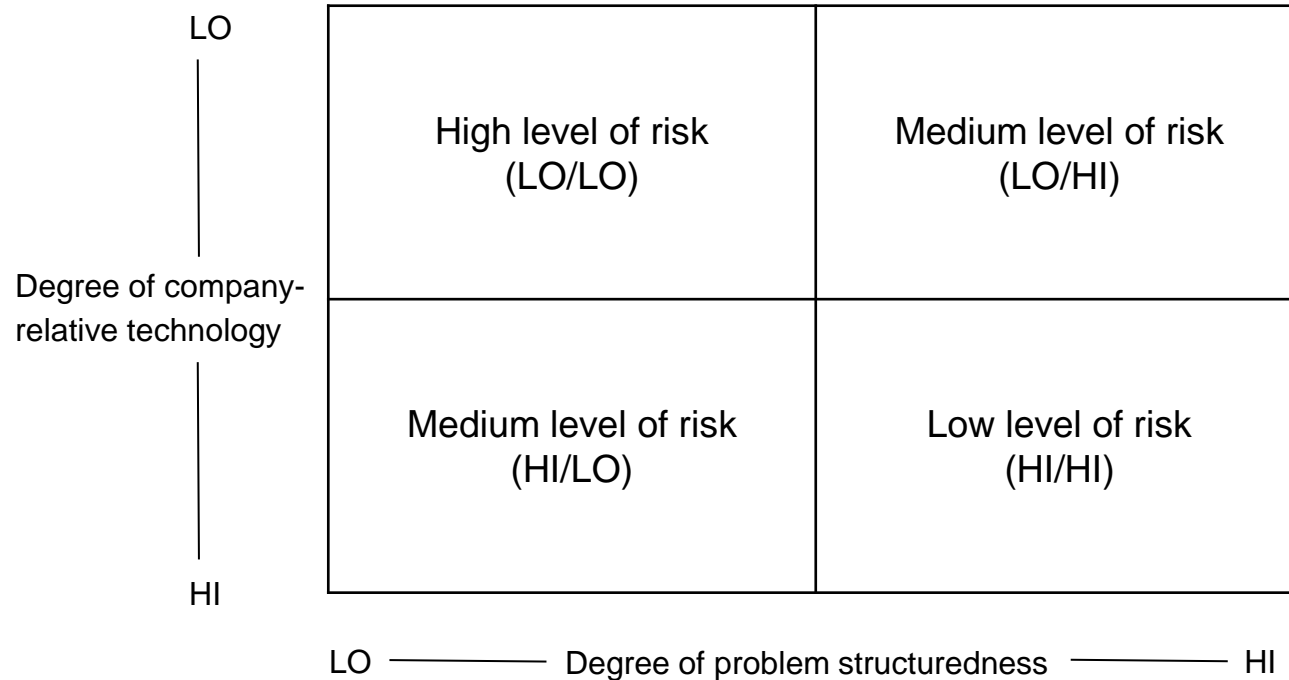 LO
High level of risk
(LO/LO)
Medium level of risk
(LO/HI)
Degree of company-
relative technology
Medium level of risk
(HI/LO)
Low level of risk
(HI/HI)
HI
LO Degree of problem structuredness HI